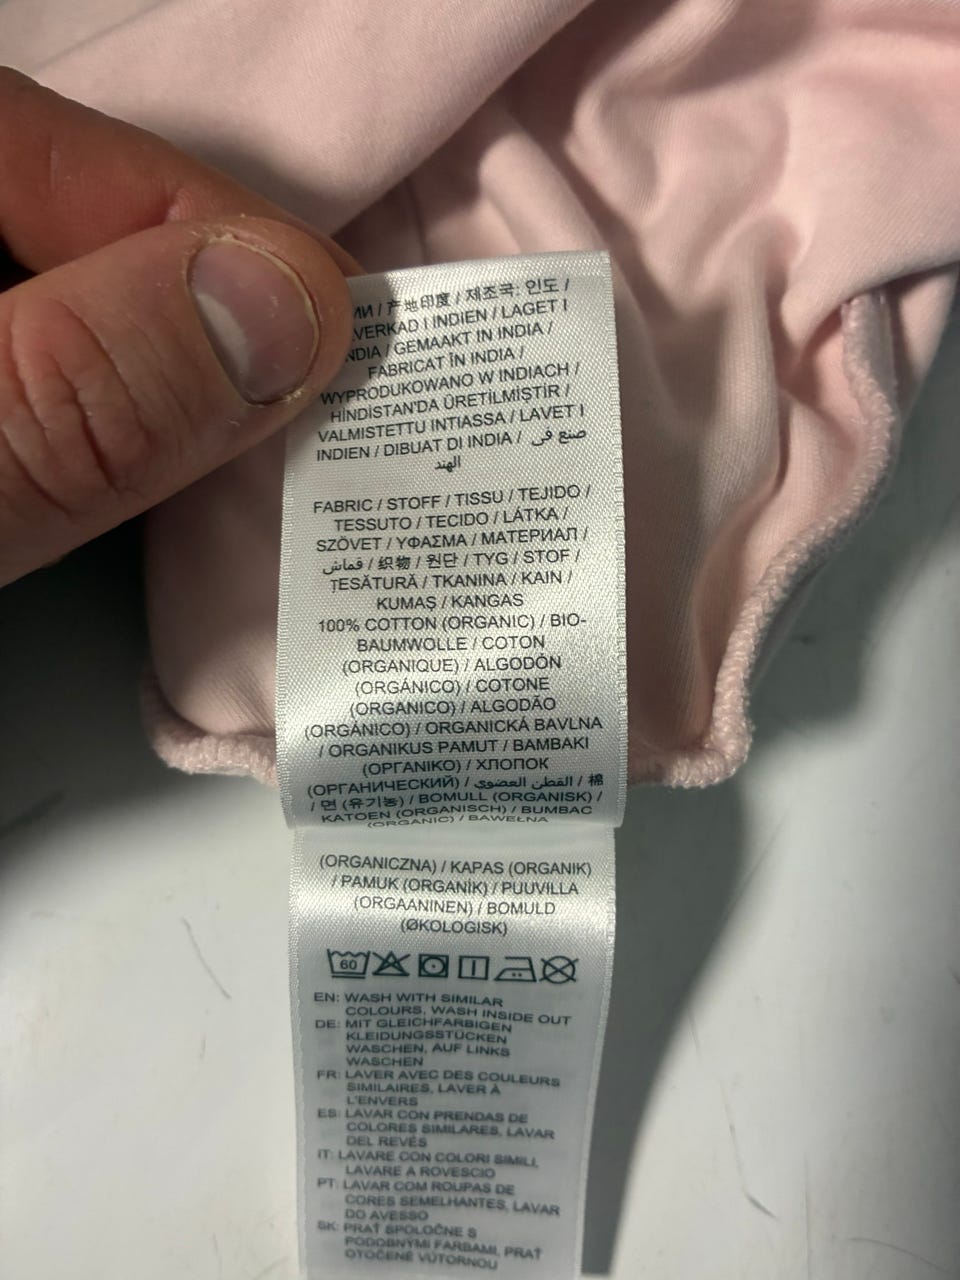 / 产地印度 / 제조국: 인도 /
I INDIEN / LAGET I
/ GEMAAKT IN INDIA /
FABRICAT ÎN INDIA /
WYPRODUKOWANO W INDIACH /
HİNDİSTAN'DA ÜRETİLMİŞTİR /
VALMISTETTU INTIASSA / LAVET I
INDIEN / DIBUAT DI INDIA / صنع في
الهند
FABRIC / STOFF / TISSU / TEJIDO /
TESSUTO / TECIDO / LÁTKA /
SZÖVET / ΥΦΑΣΜΑ / МАТЕРИАЛ /
قماش / 织物 / 원단 / TYG / STOF /
ȚESĂTURĂ / TKANINA / KAIN /
KUMAŞ / KANGAS
100% COTTON (ORGANIC) / BIO-
BAUMWOLLE / COTON
(ORGANIQUE) / ALGODÓN
(ORGÁNICO) / COTONE
(ORGANICO) / ALGODÃO
(ORGÂNICO) / ORGANICKÁ BAVLNA
/ ORGANIKUS PAMUT / ΒΑΜΒΑΚΙ
(ΟΡΓΑΝΙΚΟ) / ХЛОПОК
(ОРГАНИЧЕСКИЙ) / القطن العضوي / 棉
/ 면 (유기농) / BOMULL (ORGANISK) /
KATOEN (ORGANISCH) / BUMBAC
(ORGANIC) / BAWEŁNA
(ORGANICZNA) / KAPAS (ORGANIK)
/ PAMUK (ORGANİK) / PUUVILLA
(ORGAANINEN) / BOMULD
(ØKOLOGISK)
60
EN: WASH WITH SIMILAR
COLOURS, WASH INSIDE OUT
DE: MIT GLEICHFARBIGEN
KLEIDUNGSSTÜCKEN
WASCHEN, AUF LINKS
WASCHEN
FR: LAVER AVEC DES COULEURS
SIMILAIRES, LAVER À
L'ENVERS
ES: LAVAR CON PRENDAS DE
COLORES SIMILARES, LAVAR
DEL REVÉS
IT: LAVARE CON COLORI SIMILI,
LAVARE A ROVESCIO
PT: LAVAR COM ROUPAS DE
CORES SEMELHANTES, LAVAR
DO AVESSO
SK: PRAŤ SPOLOČNE S
PODOBNÝMI FARBAMI, PRAŤ
OTOČENÉ VÚTORNOU